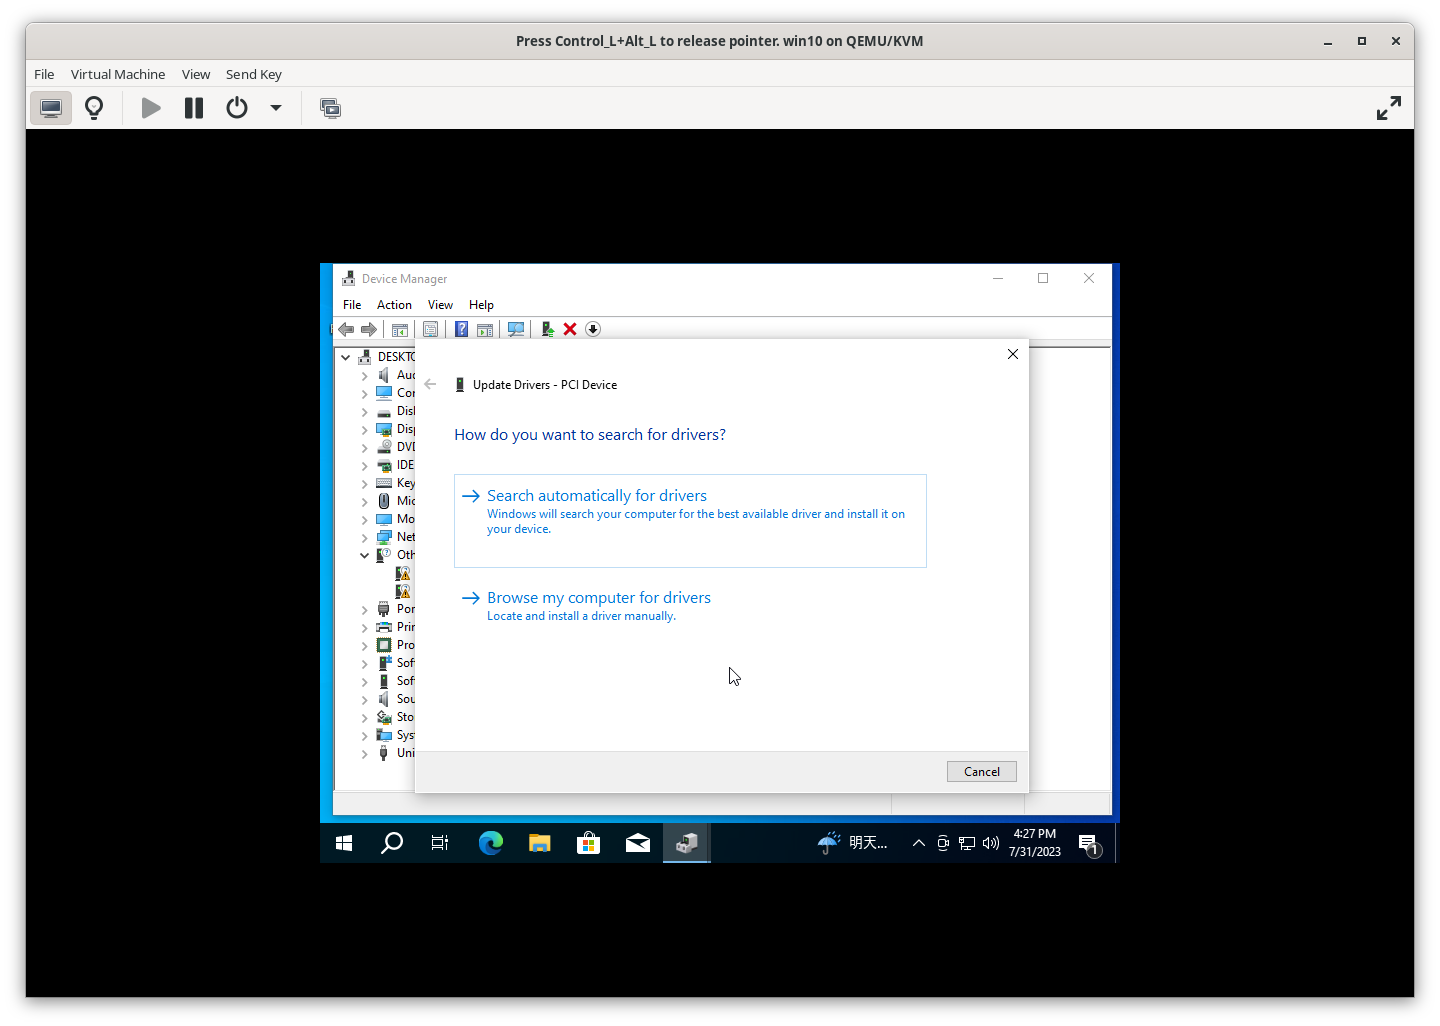 Press Control_L+Alt_L to release pointer. win10 on QEMU/KVM
File Virtual Machine View Send Key
Device Manager
File Action View Help
DESKTO
Aud
Cor
Disl
Disp
DVD
IDE
Key
Mic
Mo
Net
Oth
Por
Prin
Pro
Sof
Sof
Sou
Sto
Syst
Uni
Update Drivers - PCI Device
How do you want to search for drivers?
Search automatically for drivers
Windows will search your computer for the best available driver and install it on
your device.
Browse my computer for drivers
Locate and install a driver manually.
Cancel
明天...
4:27 PM
7/31/2023
1